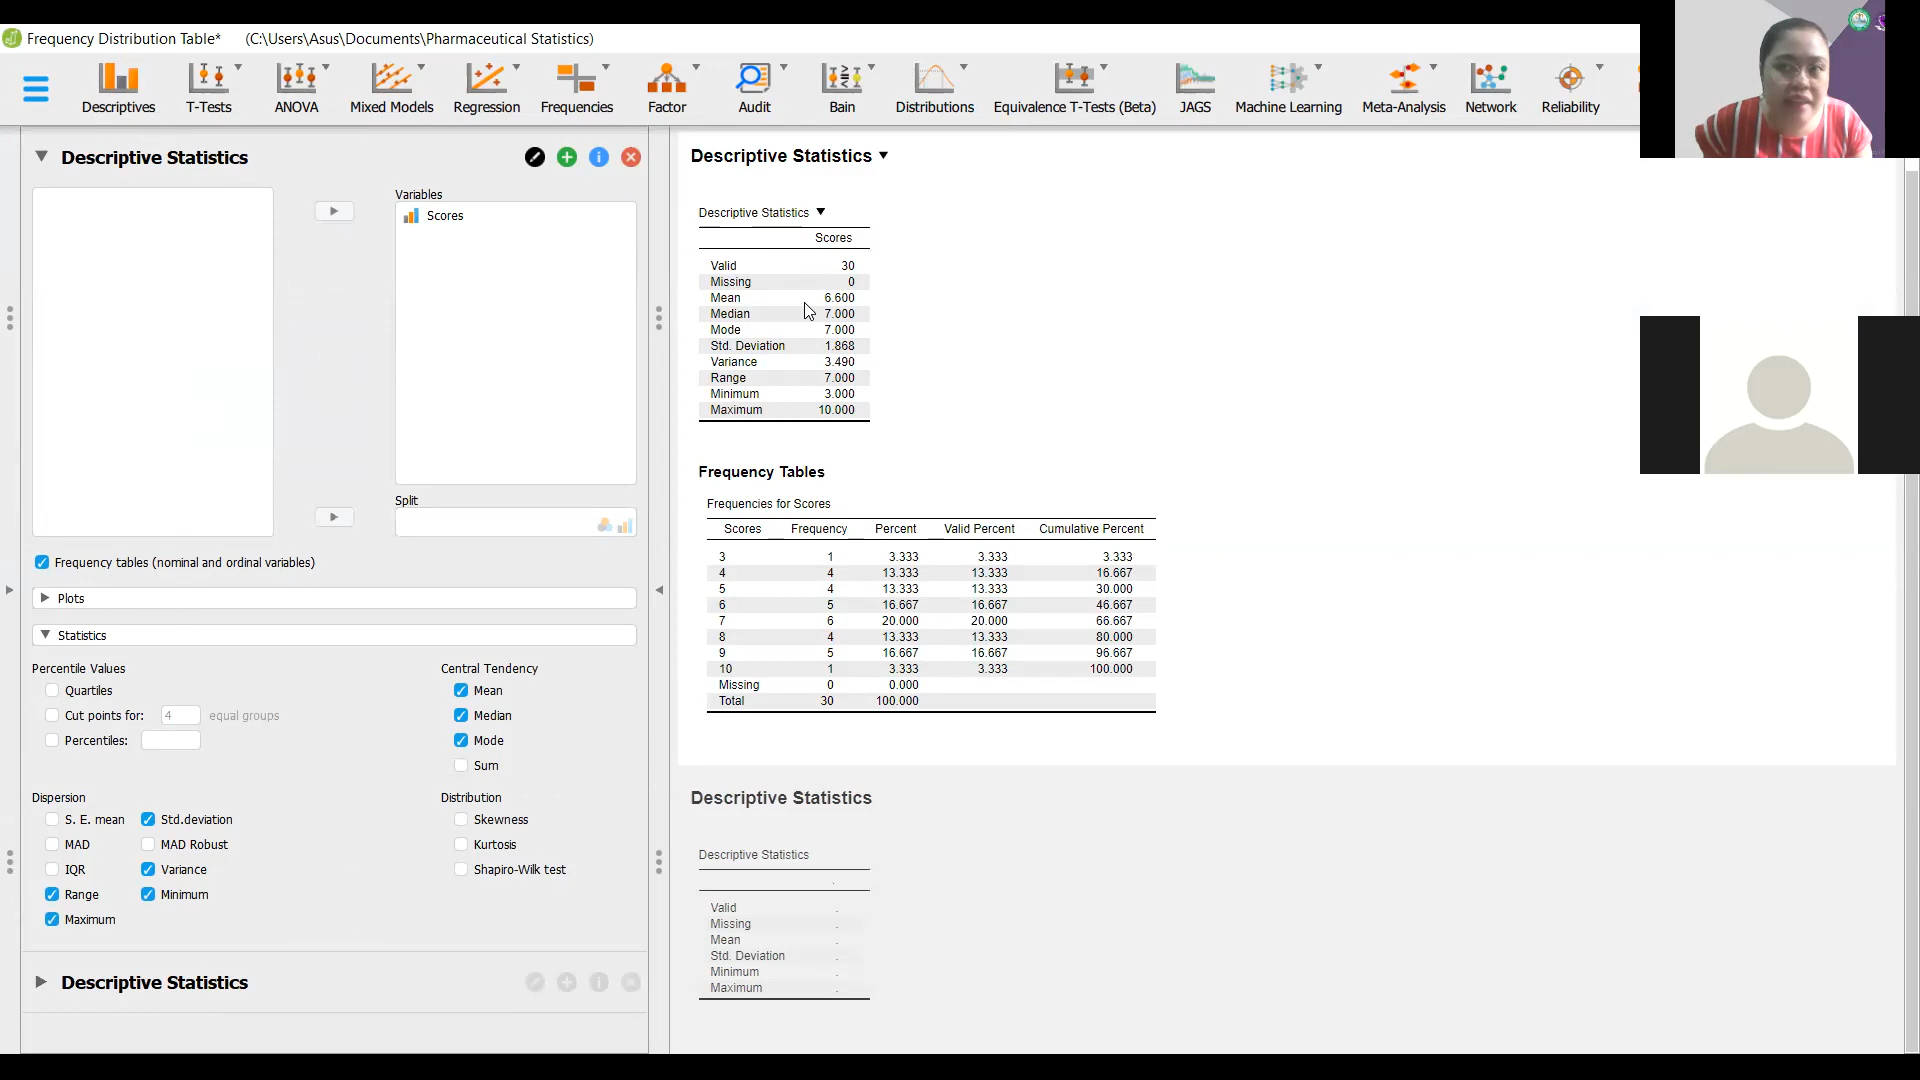 Frequency Distribution Table* (C:\Users\Asus\Documents\Pharmaceutical Statistics)
Descriptives T-Tests ANOVA Mixed Models Regression Frequencies Factor Audit Bain Distributions Equivalence T-Tests (Beta) JAGS Machine Learning Meta-Analysis Network Reliability
Descriptive Statistics
Variables
Scores
Split
Frequency tables (nominal and ordinal variables)
Plots
Statistics
Percentile Values Central Tendency
Quartiles Mean
Cut points for: 4 equal groups Median
Percentiles: Mode
Sum
Dispersion Distribution
S. E. mean Std.deviation Skewness
MAD MAD Robust Kurtosis
IQR Variance Shapiro-Wilk test
Range Minimum
Maximum
Descriptive Statistics
Descriptive Statistics
Descriptive Statistics
Scores
Valid 30
Missing 0
Mean 6.600
Median 7.000
Mode 7.000
Std. Deviation 1.868
Variance 3.490
Range 7.000
Minimum 3.000
Maximum 10.000
Frequency Tables
Frequencies for Scores
Scores Frequency Percent Valid Percent Cumulative Percent
3 1 3.333 3.333 3.333
4 4 13.333 13.333 16.667
5 4 13.333 13.333 30.000
6 5 16.667 16.667 46.667
7 6 20.000 20.000 66.667
8 4 13.333 13.333 80.000
9 5 16.667 16.667 96.667
10 1 3.333 3.333 100.000
Missing 0 0.000
Total 30 100.000
Descriptive Statistics
Descriptive Statistics
.
Valid .
Missing .
Mean .
Std. Deviation .
Minimum .
Maximum .